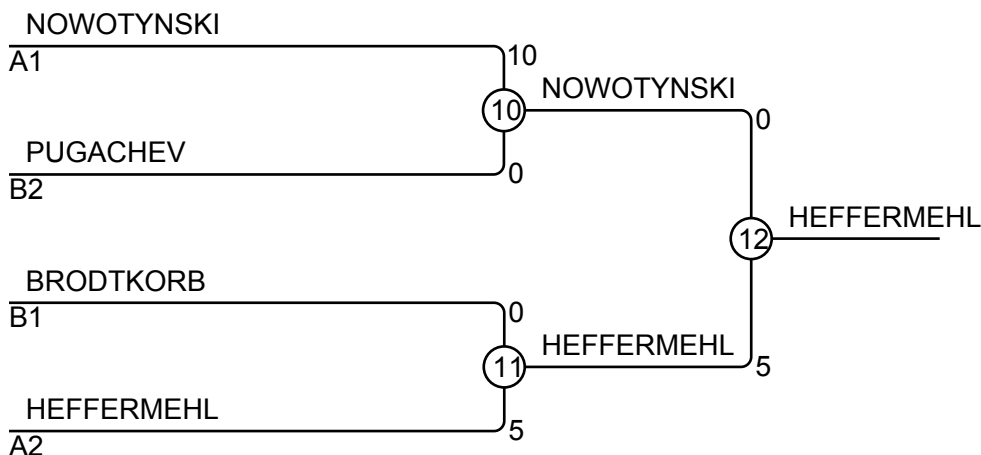 NOWOTYNSKI
A1
10
10
NOWOTYNSKI
0
PUGACHEV
B2
0
12
HEFFERMEHL
BRODTKORB
B1
0
11
HEFFERMEHL
5
HEFFERMEHL
A2
5